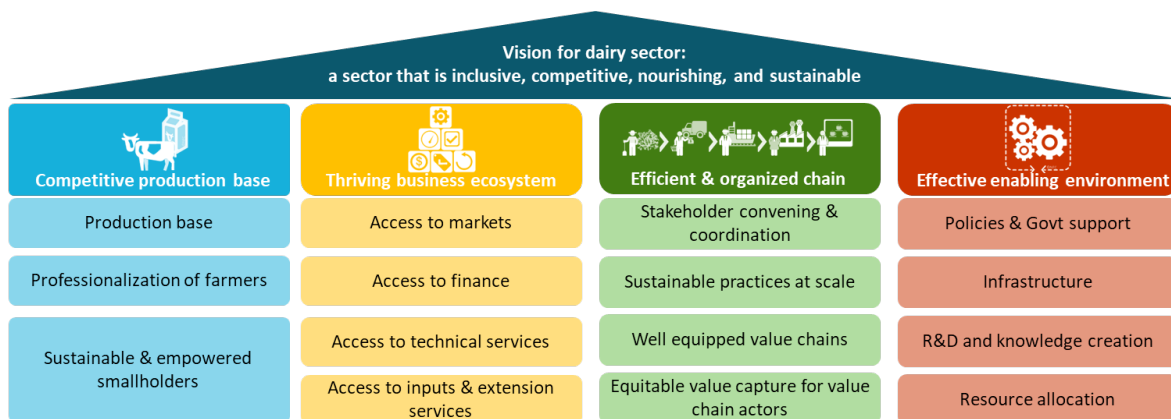 Vision for dairy sector:
a sector that is inclusive, competitive, nourishing, and sustainable
Competitive production base
Production base
Professionalization of farmers
Sustainable & empowered
smallholders
Thriving business ecosystem
Access to markets
Access to finance
Access to technical services
Access to inputs & extension
services
Efficient & organized chain
Stakeholder convening &
coordination
Sustainable practices at scale
Well equipped value chains
Equitable value capture for value
chain actors
Effective enabling environment
Policies & Govt support
Infrastructure
R&D and knowledge creation
Resource allocation